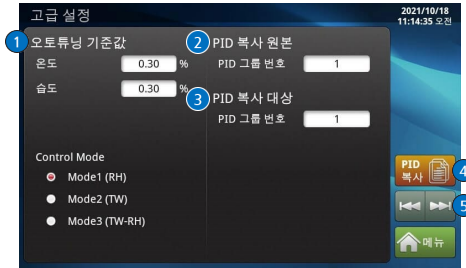 고급 설정
2021/10/18
11:14:35 오전
1 오토튜닝 기준값
온도 0.30 %
습도 0.30 %
2 PID 복사 원본
PID 그룹 번호 1
3 PID 복사 대상
PID 그룹 번호 1
Control Mode
Mode1 (RH)
Mode2 (TW)
Mode3 (TW-RH)
PID
복사
4
5
메뉴